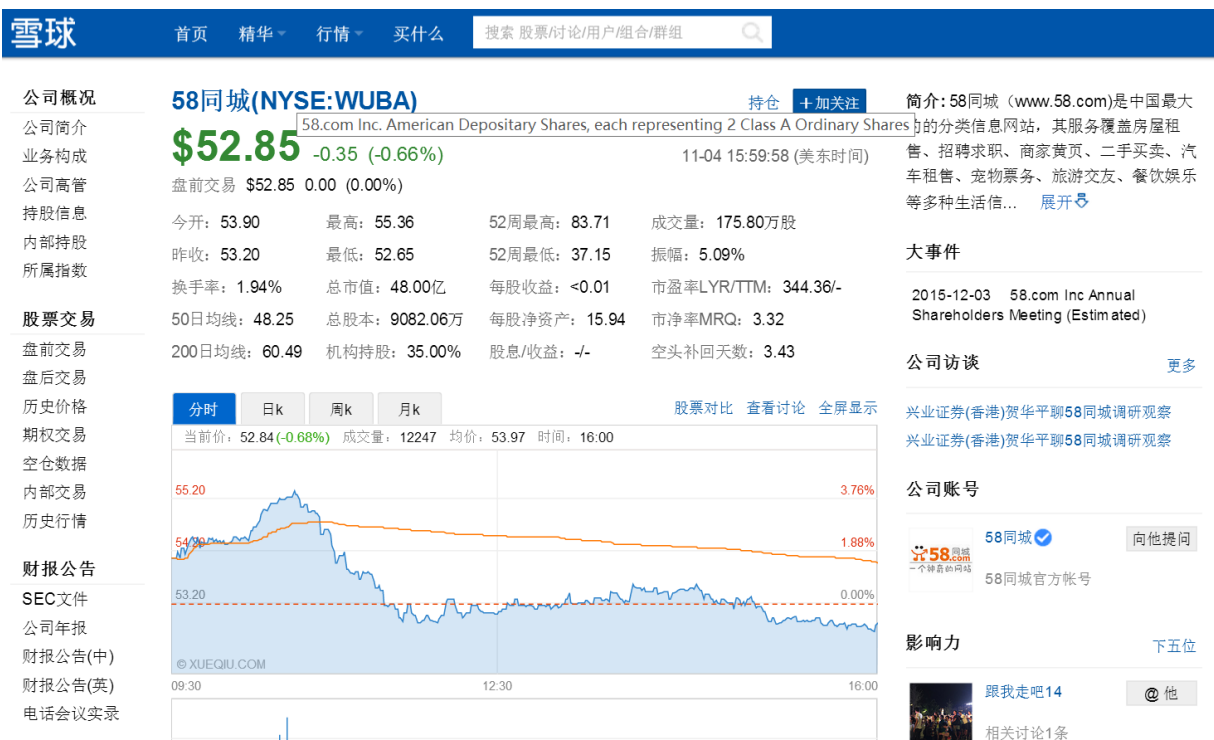 雪球
首页 精华 行情 买什么 搜索 股票/讨论/用户/组合/群组
公司概况
公司简介
业务构成
公司高管
持股信息
内部持股
所属指数
股票交易
盘前交易
盘后交易
历史价格
期权交易
空仓数据
内部交易
历史行情
财报公告
SEC文件
公司年报
财报公告(中)
财报公告(英)
电话会议实录
58同城(NYSE:WUBA) 持仓 +加关注
58.com Inc. American Depositary Shares, each representing 2 Class A Ordinary Shares
$52.85 -0.35 (-0.66%) 11-04 15:59:58 (美东时间)
盘前交易 $52.85 0.00 (0.00%)
今开：53.90 最高：55.36 52周最高：83.71 成交量：175.80万股
昨收：53.20 最低：52.65 52周最低：37.15 振幅：5.09%
换手率：1.94% 总市值：48.00亿 每股收益：<0.01 市盈率LYR/TTM：344.36/-
50日均线：48.25 总股本：9082.06万 每股净资产：15.94 市净率MRQ：3.32
200日均线：60.49 机构持股：35.00% 股息/收益：-/- 空头补回天数：3.43
分时 日k 周k 月k 股票对比 查看讨论 全屏显示
当前价：52.84(-0.68%) 成交量：12247 均价：53.97 时间：16:00
55.20 3.76%
1.88%
53.20 0.00%
© XUEQIU.COM
09:30 12:30 16:00
简介：58同城（www.58.com)是中国最大
的分类信息网站，其服务覆盖房屋租
售、招聘求职、商家黄页、二手买卖、汽
车租售、宠物票务、旅游交友、餐饮娱乐
等多种生活信... 展开
大事件
2015-12-03 58.com Inc Annual
Shareholders Meeting (Estimated)
公司访谈 更多
兴业证券(香港)贺华平聊58同城调研观察
兴业证券(香港)贺华平聊58同城调研观察
公司账号
58同城 向他提问
58同城官方帐号
58同城.com
一个神奇的网站
影响力 下五位
跟我走吧14 @他
相关讨论1条